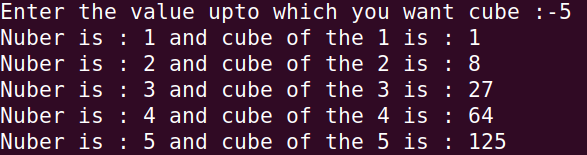 Enter the value upto which you want cube :-5
Nuber is : 1 and cube of the 1 is : 1
Nuber is : 2 and cube of the 2 is : 8
Nuber is : 3 and cube of the 3 is : 27
Nuber is : 4 and cube of the 4 is : 64
Nuber is : 5 and cube of the 5 is : 125